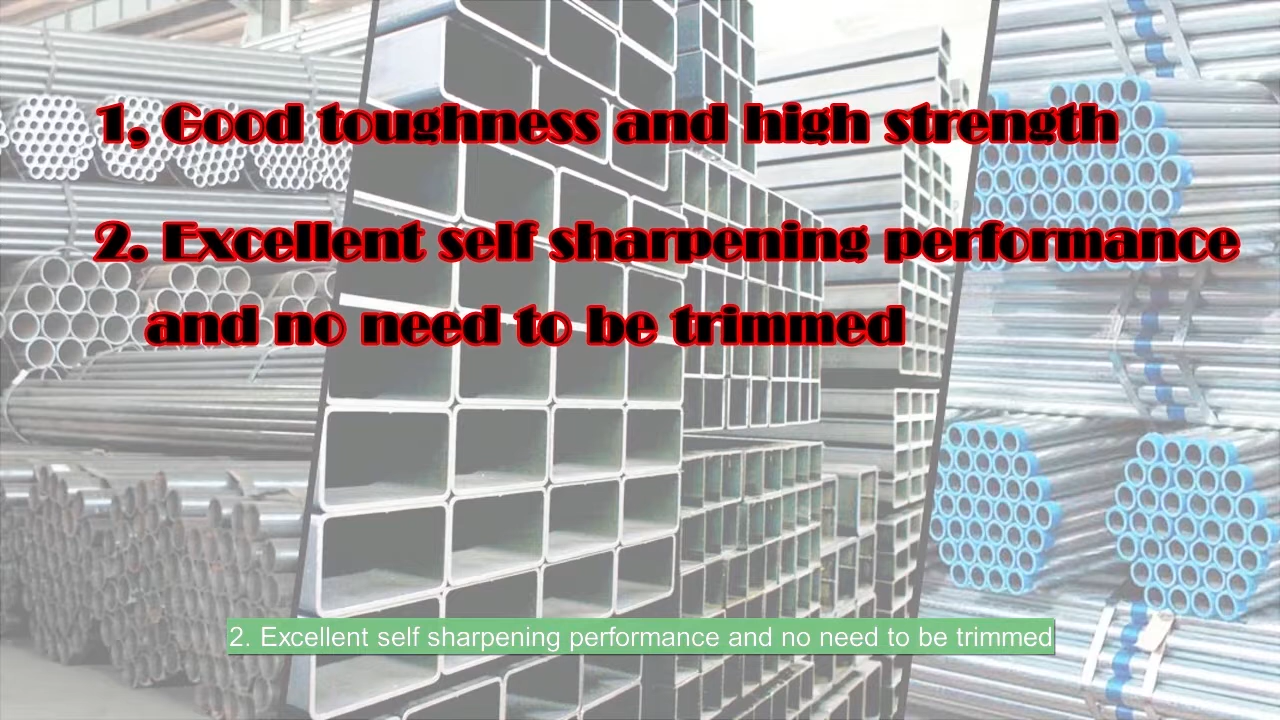 1, Good toughness and high strength
2. Excellent self sharpening performance
and no need to be trimmed
2. Excellent self sharpening performance and no need to be trimmed